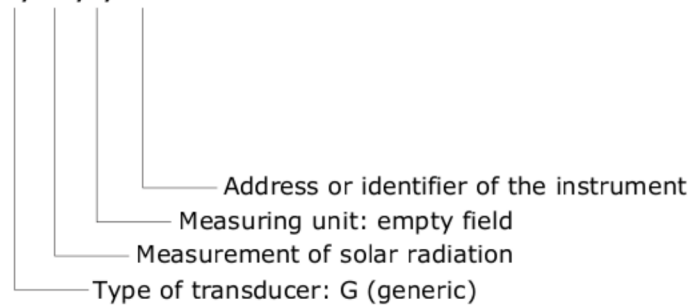 Address or identifier of the instrument
Measuring unit: empty field
Measurement of solar radiation
Type of transducer: G (generic)